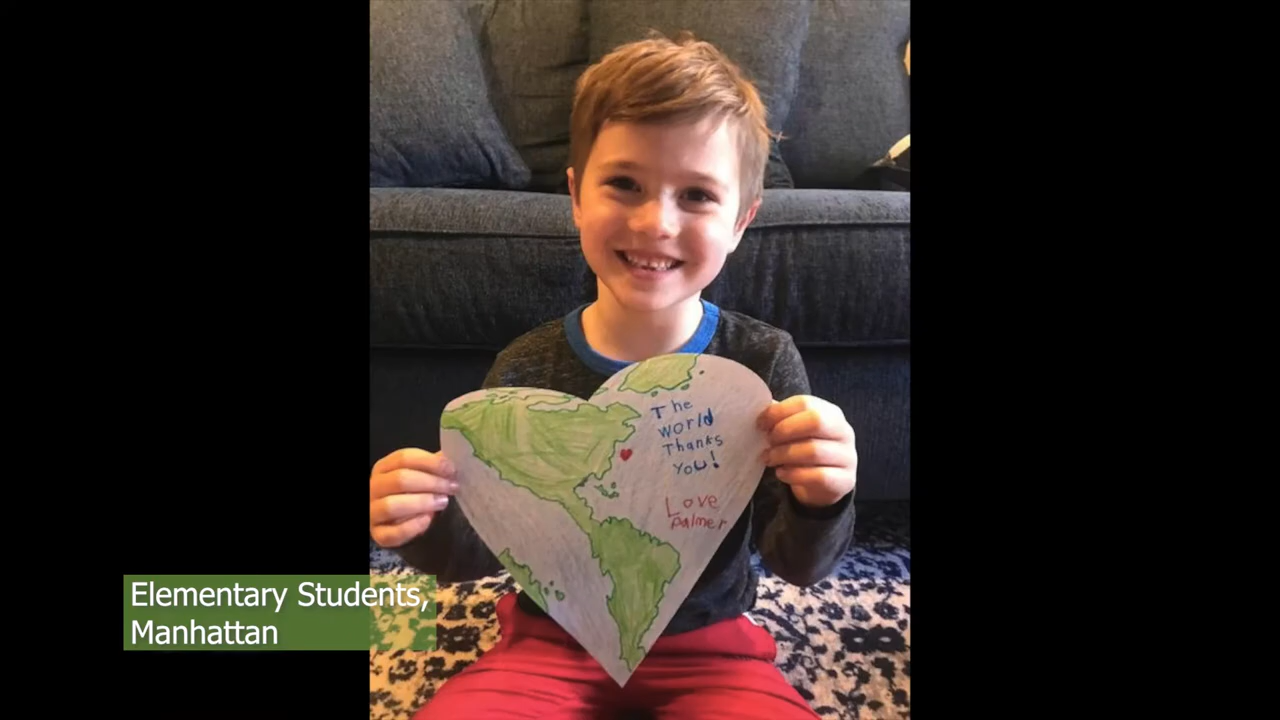 The
World
Thanks
You!
Love
Palmer
Elementary Students,
Manhattan